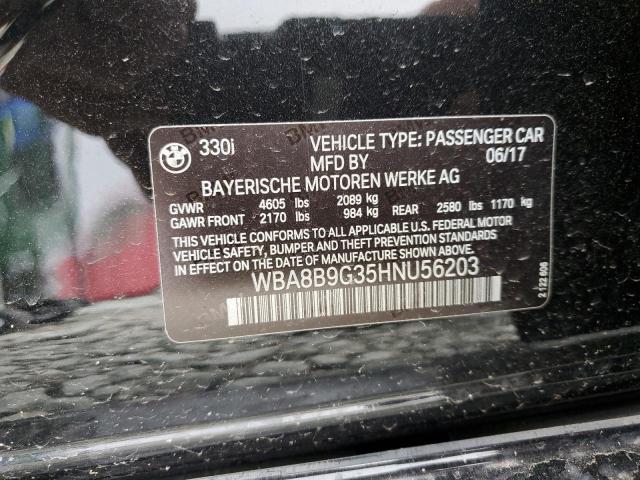 330i VEHICLE TYPE: PASSENGER CAR
MFD BY 06/17
BAYERISCHE MOTOREN WERKE AG
GVWR 4605 lbs 2089 kg
GAWR FRONT 2170 lbs 984 kg REAR 2580 lbs 1170 kg
THIS VEHICLE CONFORMS TO ALL APPLICABLE U.S. FEDERAL MOTOR
VEHICLE SAFETY, BUMPER AND THEFT PREVENTION STANDARDS
IN EFFECT ON THE DATE OF MANUFACTURE SHOWN ABOVE.
WBA8B9G35HNU56203
2 122 606